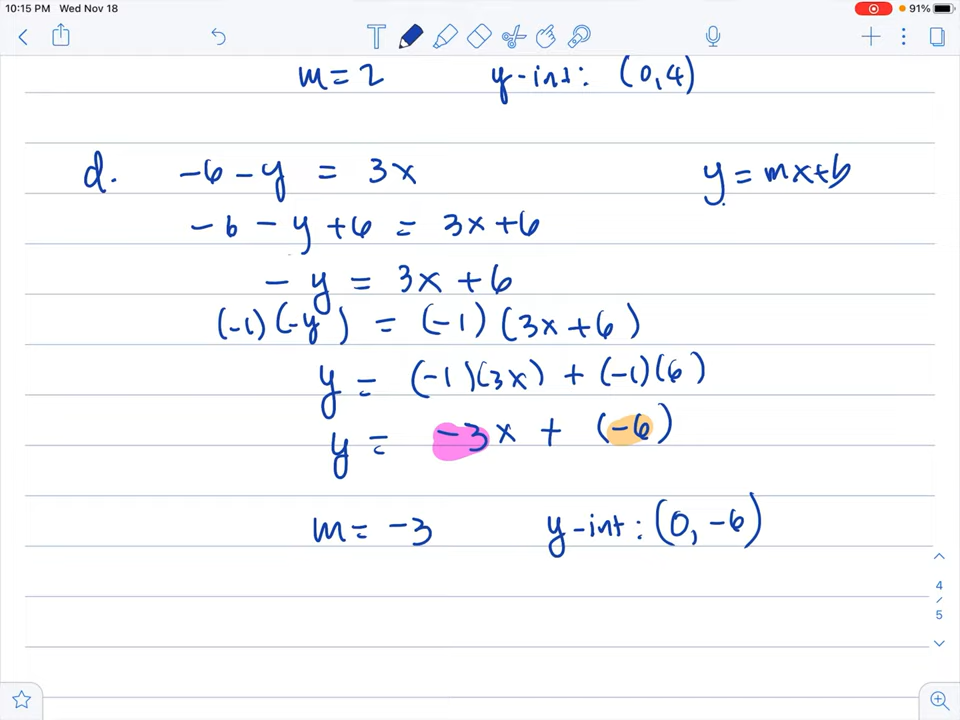 10:15 PM Wed Nov 18 91%
m = 2 y-int: (0,4)
d. -6 - y = 3x y = mx+b
-6 - y +6 = 3x+6
- y = 3x + 6
(-1)(-y) = (-1)(3x+6)
y = (-1)(3x) + (-1)(6)
y = -3x + (-6)
m = -3 y-int: (0, -6)
4
/
5